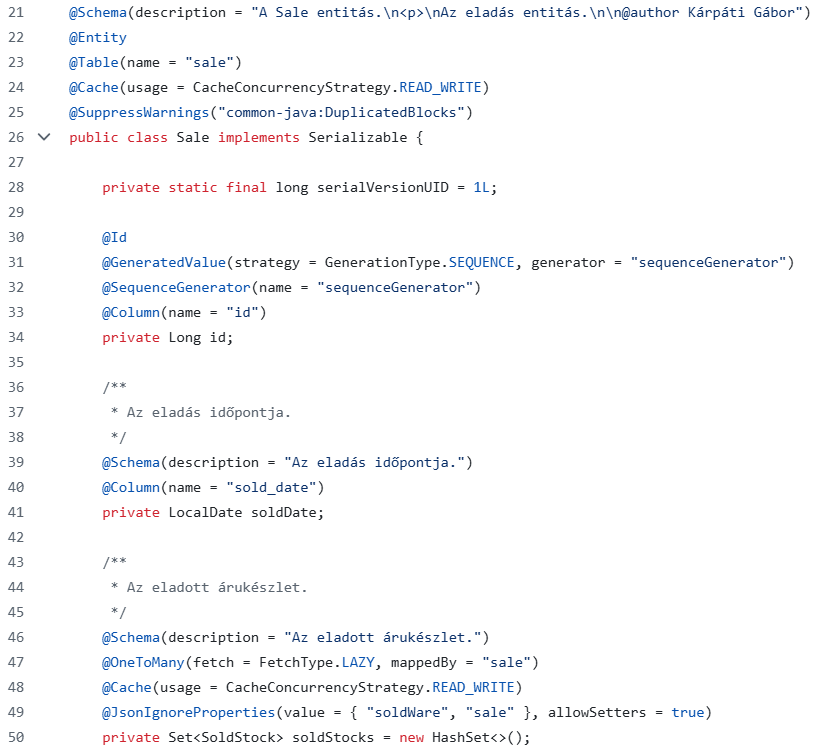 21 @Schema(description = "A Sale entitás.\n<p>\nAz eladás entitás.\n\n@author Kárpáti Gábor")
22 @Entity
23 @Table(name = "sale")
24 @Cache(usage = CacheConcurrencyStrategy.READ_WRITE)
25 @SuppressWarnings("common-java:DuplicatedBlocks")
26 public class Sale implements Serializable {
27
28 private static final long serialVersionUID = 1L;
29
30 @Id
31 @GeneratedValue(strategy = GenerationType.SEQUENCE, generator = "sequenceGenerator")
32 @SequenceGenerator(name = "sequenceGenerator")
33 @Column(name = "id")
34 private Long id;
35
36 /**
37 * Az eladás időpontja.
38 */
39 @Schema(description = "Az eladás időpontja.")
40 @Column(name = "sold_date")
41 private LocalDate soldDate;
42
43 /**
44 * Az eladott árukészlet.
45 */
46 @Schema(description = "Az eladott árukészlet.")
47 @OneToMany(fetch = FetchType.LAZY, mappedBy = "sale")
48 @Cache(usage = CacheConcurrencyStrategy.READ_WRITE)
49 @JsonIgnoreProperties(value = { "soldWare", "sale" }, allowSetters = true)
50 private Set<SoldStock> soldStocks = new HashSet<>();